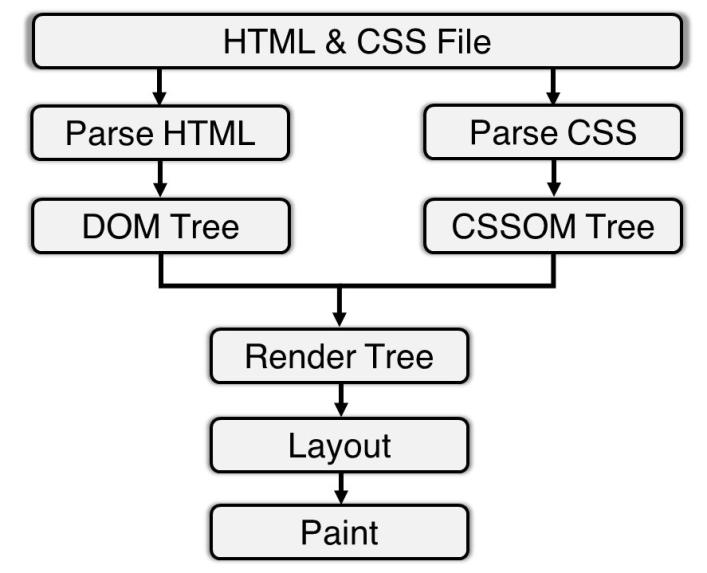 HTML & CSS File
Parse HTML
Parse CSS
DOM Tree
CSSOM Tree
Render Tree
Layout
Paint